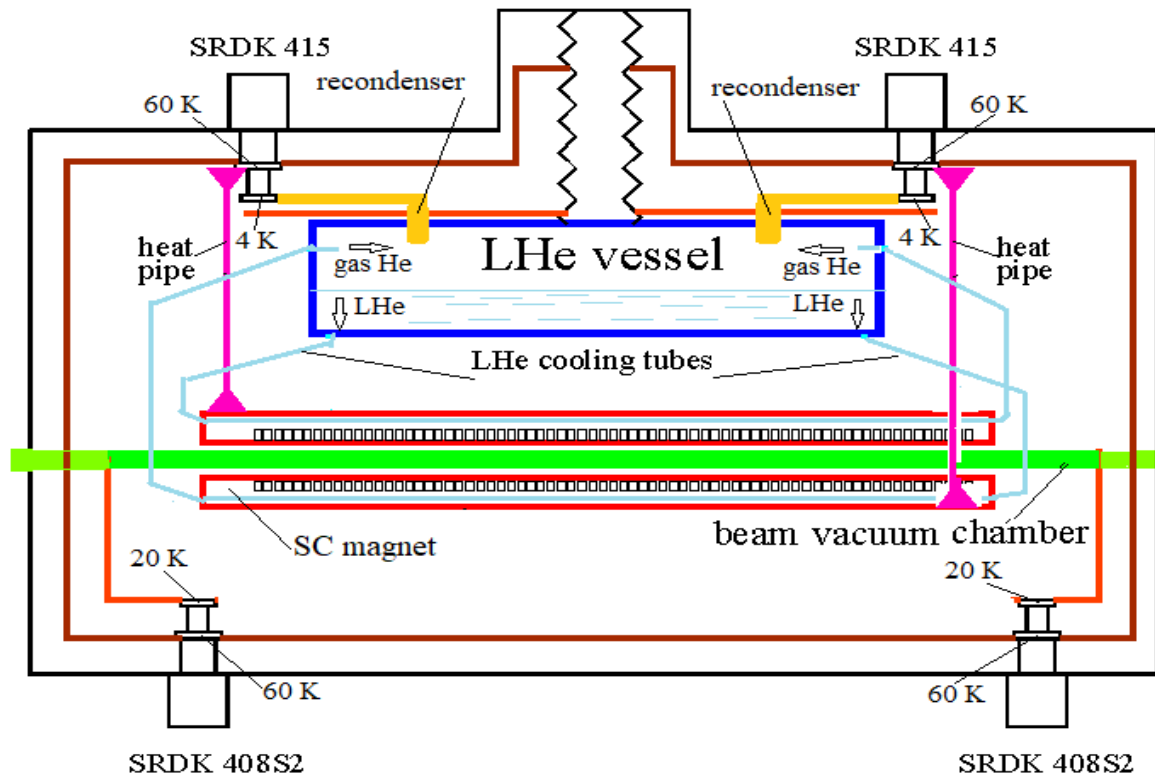 SRDK 415
SRDK 415
recondenser
recondenser
60 K
60 K
4 K
4 K
heat
pipe
heat
pipe
LHe vessel
gas He
gas He
LHe
LHe
LHe cooling tubes
SC magnet
beam vacuum chamber
20 K
20 K
60 K
60 K
SRDK 408S2
SRDK 408S2